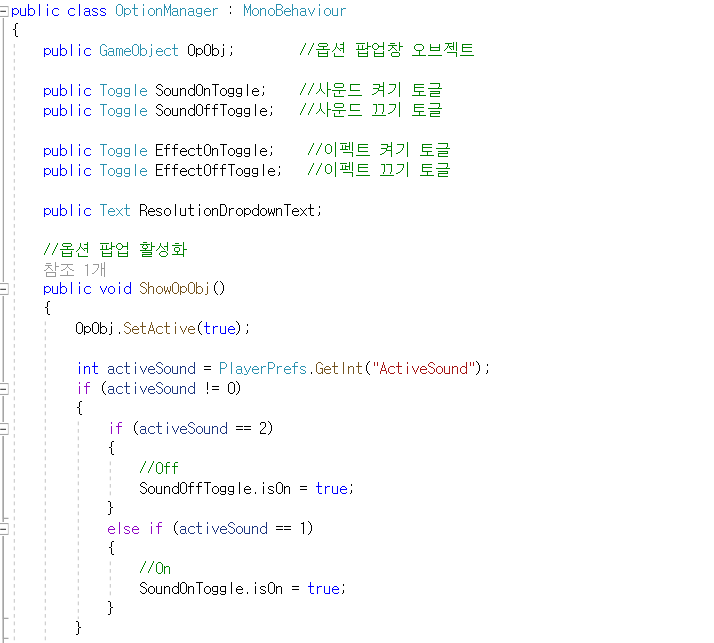 public class OptionManager : MonoBehaviour
{
public GameObject OpObj; //옵션 팝업창 오브젝트
public Toggle SoundOnToggle; //사운드 켜기 토글
public Toggle SoundOffToggle; //사운드 끄기 토글
public Toggle EffectOnToggle; //이펙트 켜기 토글
public Toggle EffectOffToggle; //이펙트 끄기 토글
public Text ResolutionDropdownText;
//옵션 팝업 활성화
참조 1개
public void ShowOpObj()
{
OpObj.SetActive(true);
int activeSound = PlayerPrefs.GetInt("ActiveSound");
if (activeSound != 0)
{
if (activeSound == 2)
{
//Off
SoundOffToggle.isOn = true;
}
else if (activeSound == 1)
{
//On
SoundOnToggle.isOn = true;
}
}